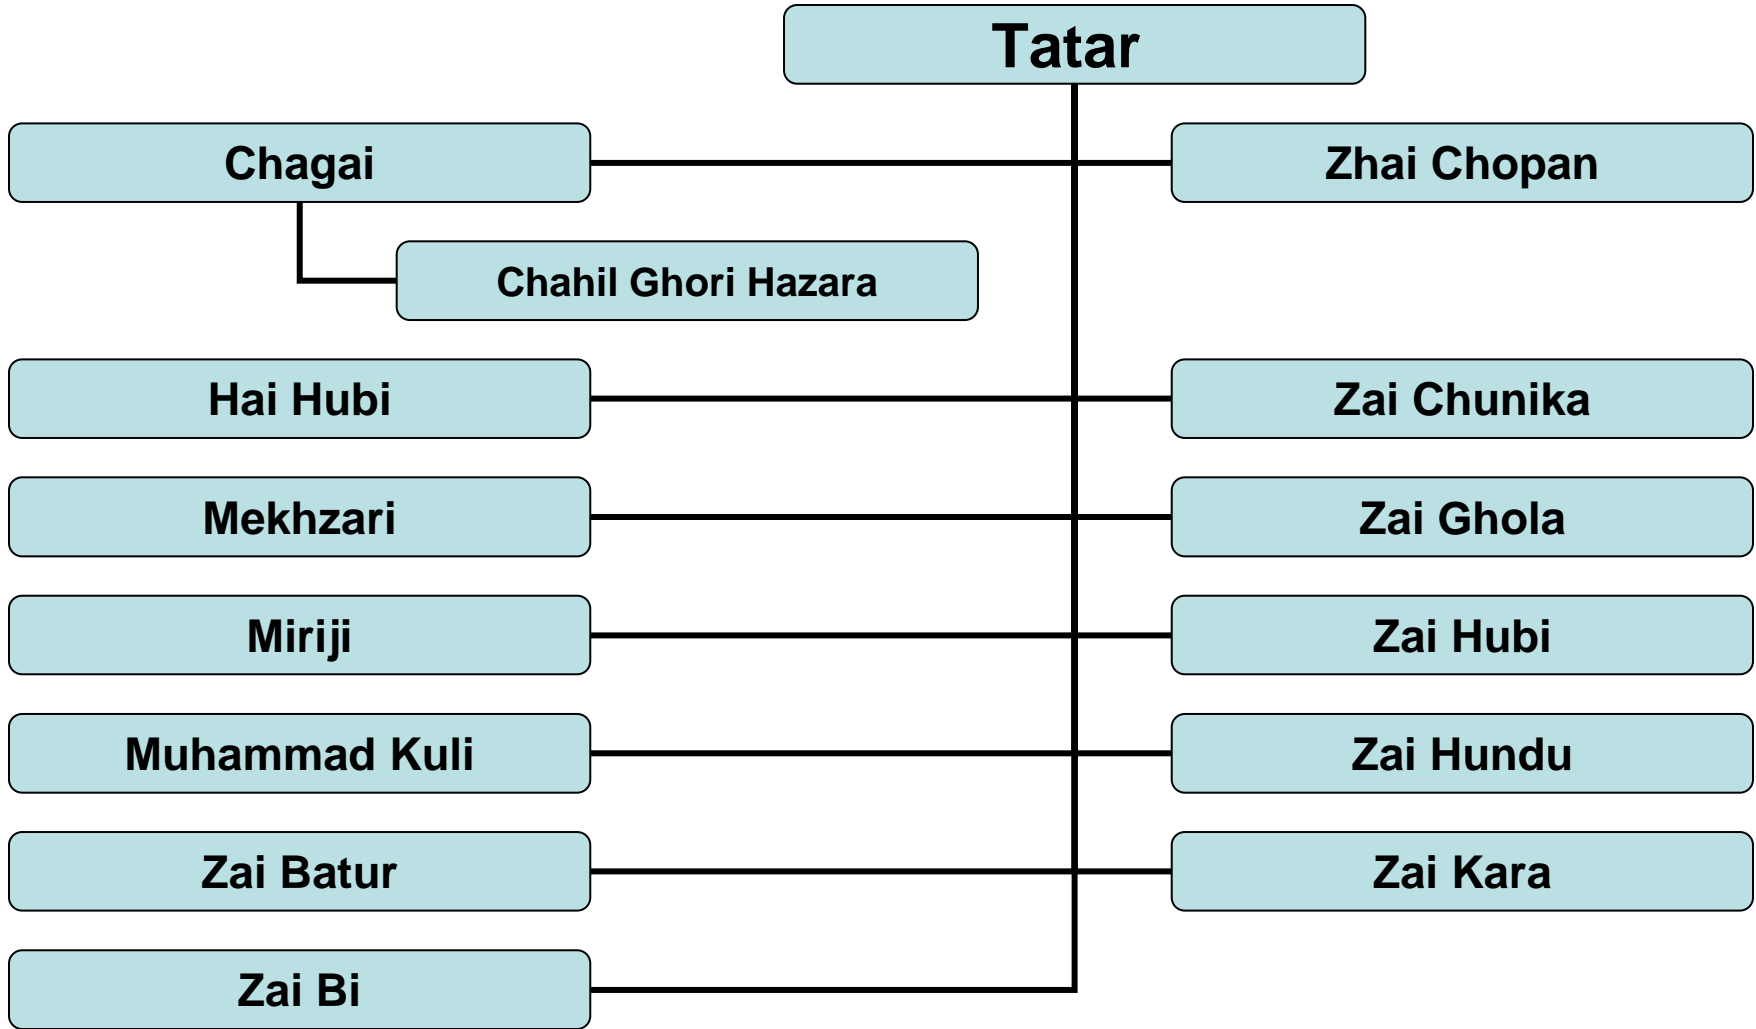 Tatar
Chagai
Zhai Chopan
Chahil Ghori Hazara
Hai Hubi
Zai Chunika
Mekhzari
Zai Ghola
Miriji
Zai Hubi
Muhammad Kuli
Zai Hundu
Zai Batur
Zai Kara
Zai Bi